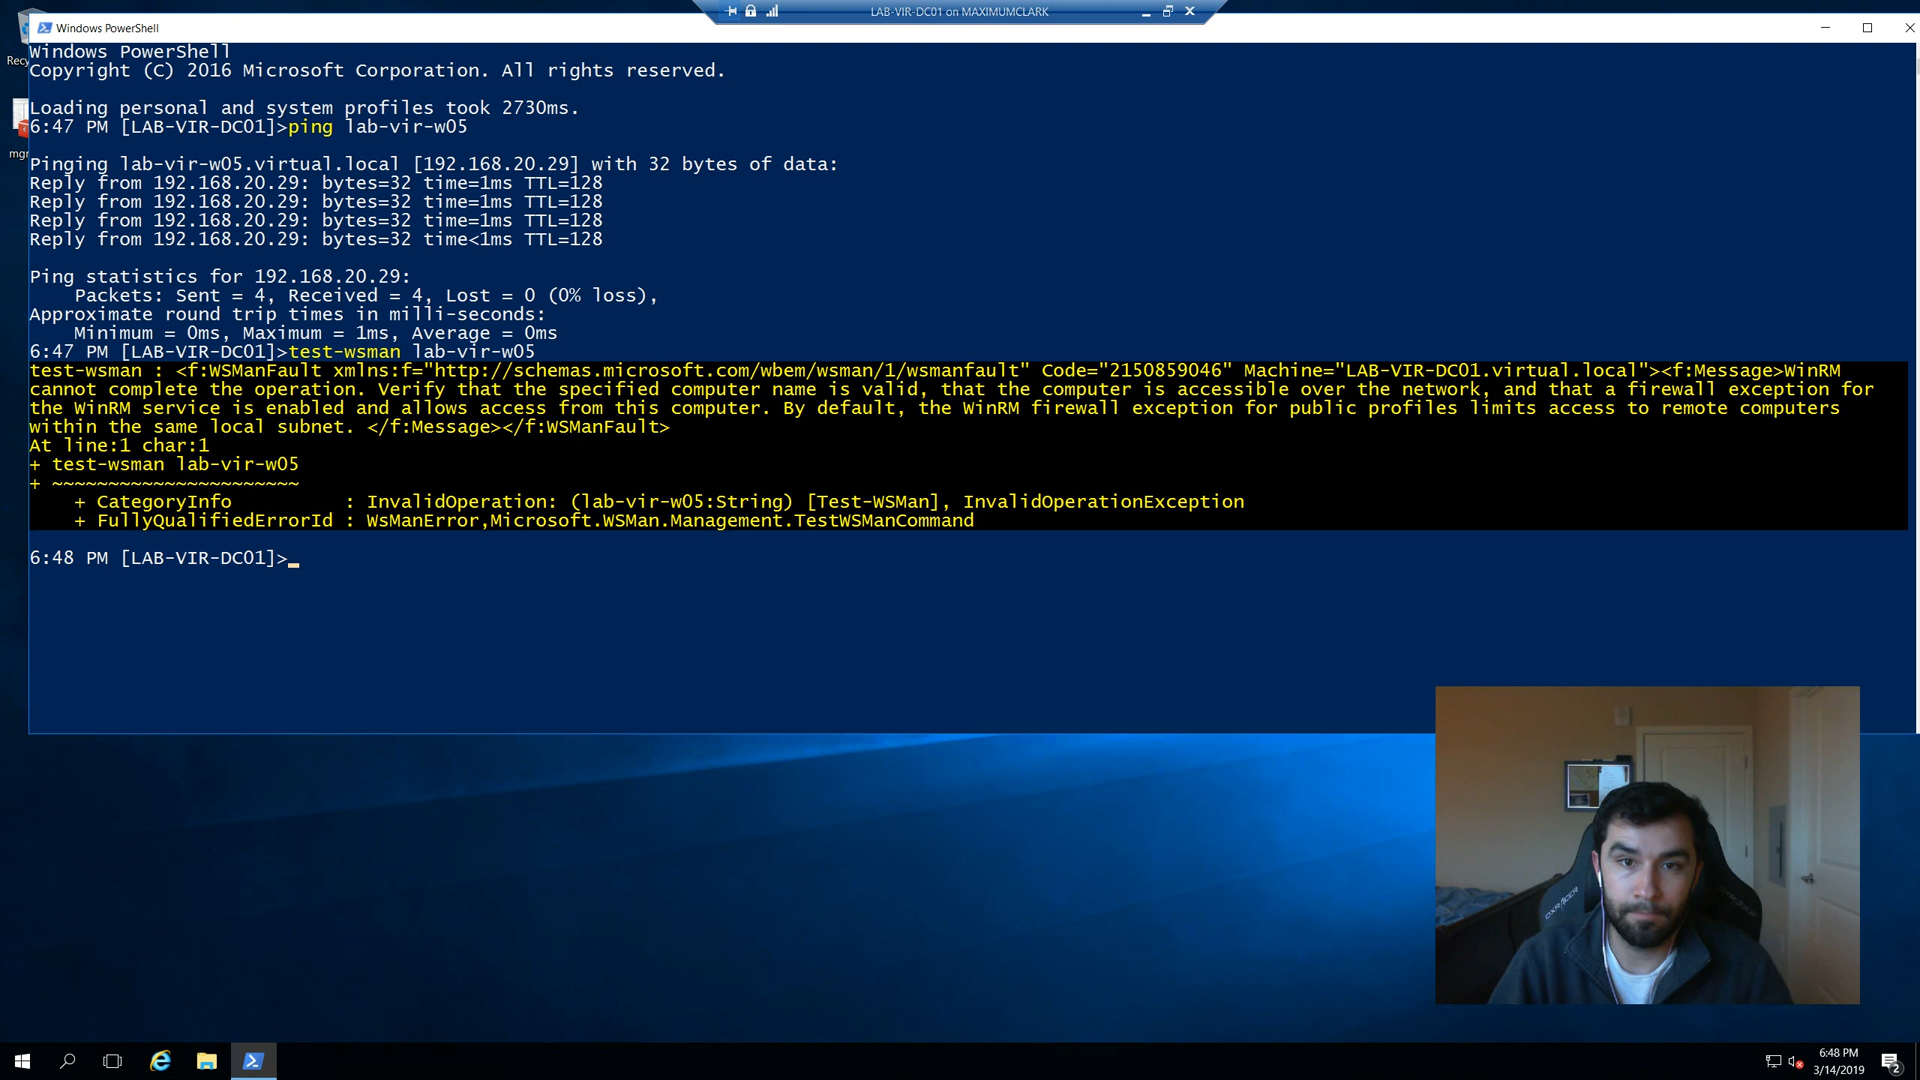 LAB-VIR-DC01 on MAXIMUMCLARK
Windows PowerShell
Windows PowerShell
Copyright (C) 2016 Microsoft Corporation. All rights reserved.
Recy
Loading personal and system profiles took 2730ms.
6:47 PM [LAB-VIR-DC01]>ping lab-vir-w05
mgr
Pinging lab-vir-w05.virtual.local [192.168.20.29] with 32 bytes of data:
Reply from 192.168.20.29: bytes=32 time=1ms TTL=128
Reply from 192.168.20.29: bytes=32 time=1ms TTL=128
Reply from 192.168.20.29: bytes=32 time=1ms TTL=128
Reply from 192.168.20.29: bytes=32 time<1ms TTL=128
Ping statistics for 192.168.20.29:
Packets: Sent = 4, Received = 4, Lost = 0 (0% loss),
Approximate round trip times in milli-seconds:
Minimum = 0ms, Maximum = 1ms, Average = 0ms
6:47 PM [LAB-VIR-DC01]>test-wsman lab-vir-w05
test-wsman : <f:WSManFault xmlns:f="http://schemas.microsoft.com/wbem/wsman/1/wsmanfault" Code="2150859046" Machine="LAB-VIR-DC01.virtual.local"><f:Message>WinRM
cannot complete the operation. Verify that the specified computer name is valid, that the computer is accessible over the network, and that a firewall exception for
the WinRM service is enabled and allows access from this computer. By default, the WinRM firewall exception for public profiles limits access to remote computers
within the same local subnet. </f:Message></f:WSManFault>
At line:1 char:1
+ test-wsman lab-vir-w05
+ ~~~~~~~~~~~~~~~~~~~~~~
+ CategoryInfo : InvalidOperation: (lab-vir-w05:String) [Test-WSMan], InvalidOperationException
+ FullyQualifiedErrorId : WsManError,Microsoft.WSMan.Management.TestWSManCommand
6:48 PM [LAB-VIR-DC01]>
6:48 PM
3/14/2019
2